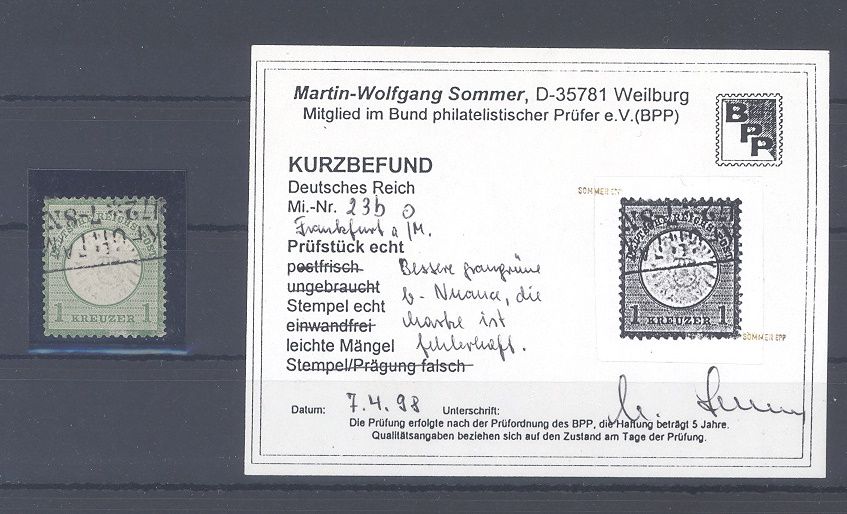 Martin-Wolfgang Sommer, D-35781 Weilburg
Mitglied im Bund philatelistischer Prüfer e.V.(BPP)
BPP
KURZBEFUND
Deutsches Reich
Mi.-Nr. 23b O
Frankfurt a/M.
Prüfstück echt
postfrisch
ungebraucht
Stempel echt
einwandfrei
leichte Mängel
Stempel/Prägung falsch
Bessere graugrüne
b-Nuance, die
Marke ist
fehlerhaft.
SOMMER BPP
1 KREUZER 1
SOMMER BPP
Datum: 7.4.98 Unterschrift:
Die Prüfung erfolgte nach der Prüfordnung des BPP, die Haftung beträgt 5 Jahre.
Qualitätsangaben beziehen sich auf den Zustand am Tage der Prüfung.
1 KREUZER 1